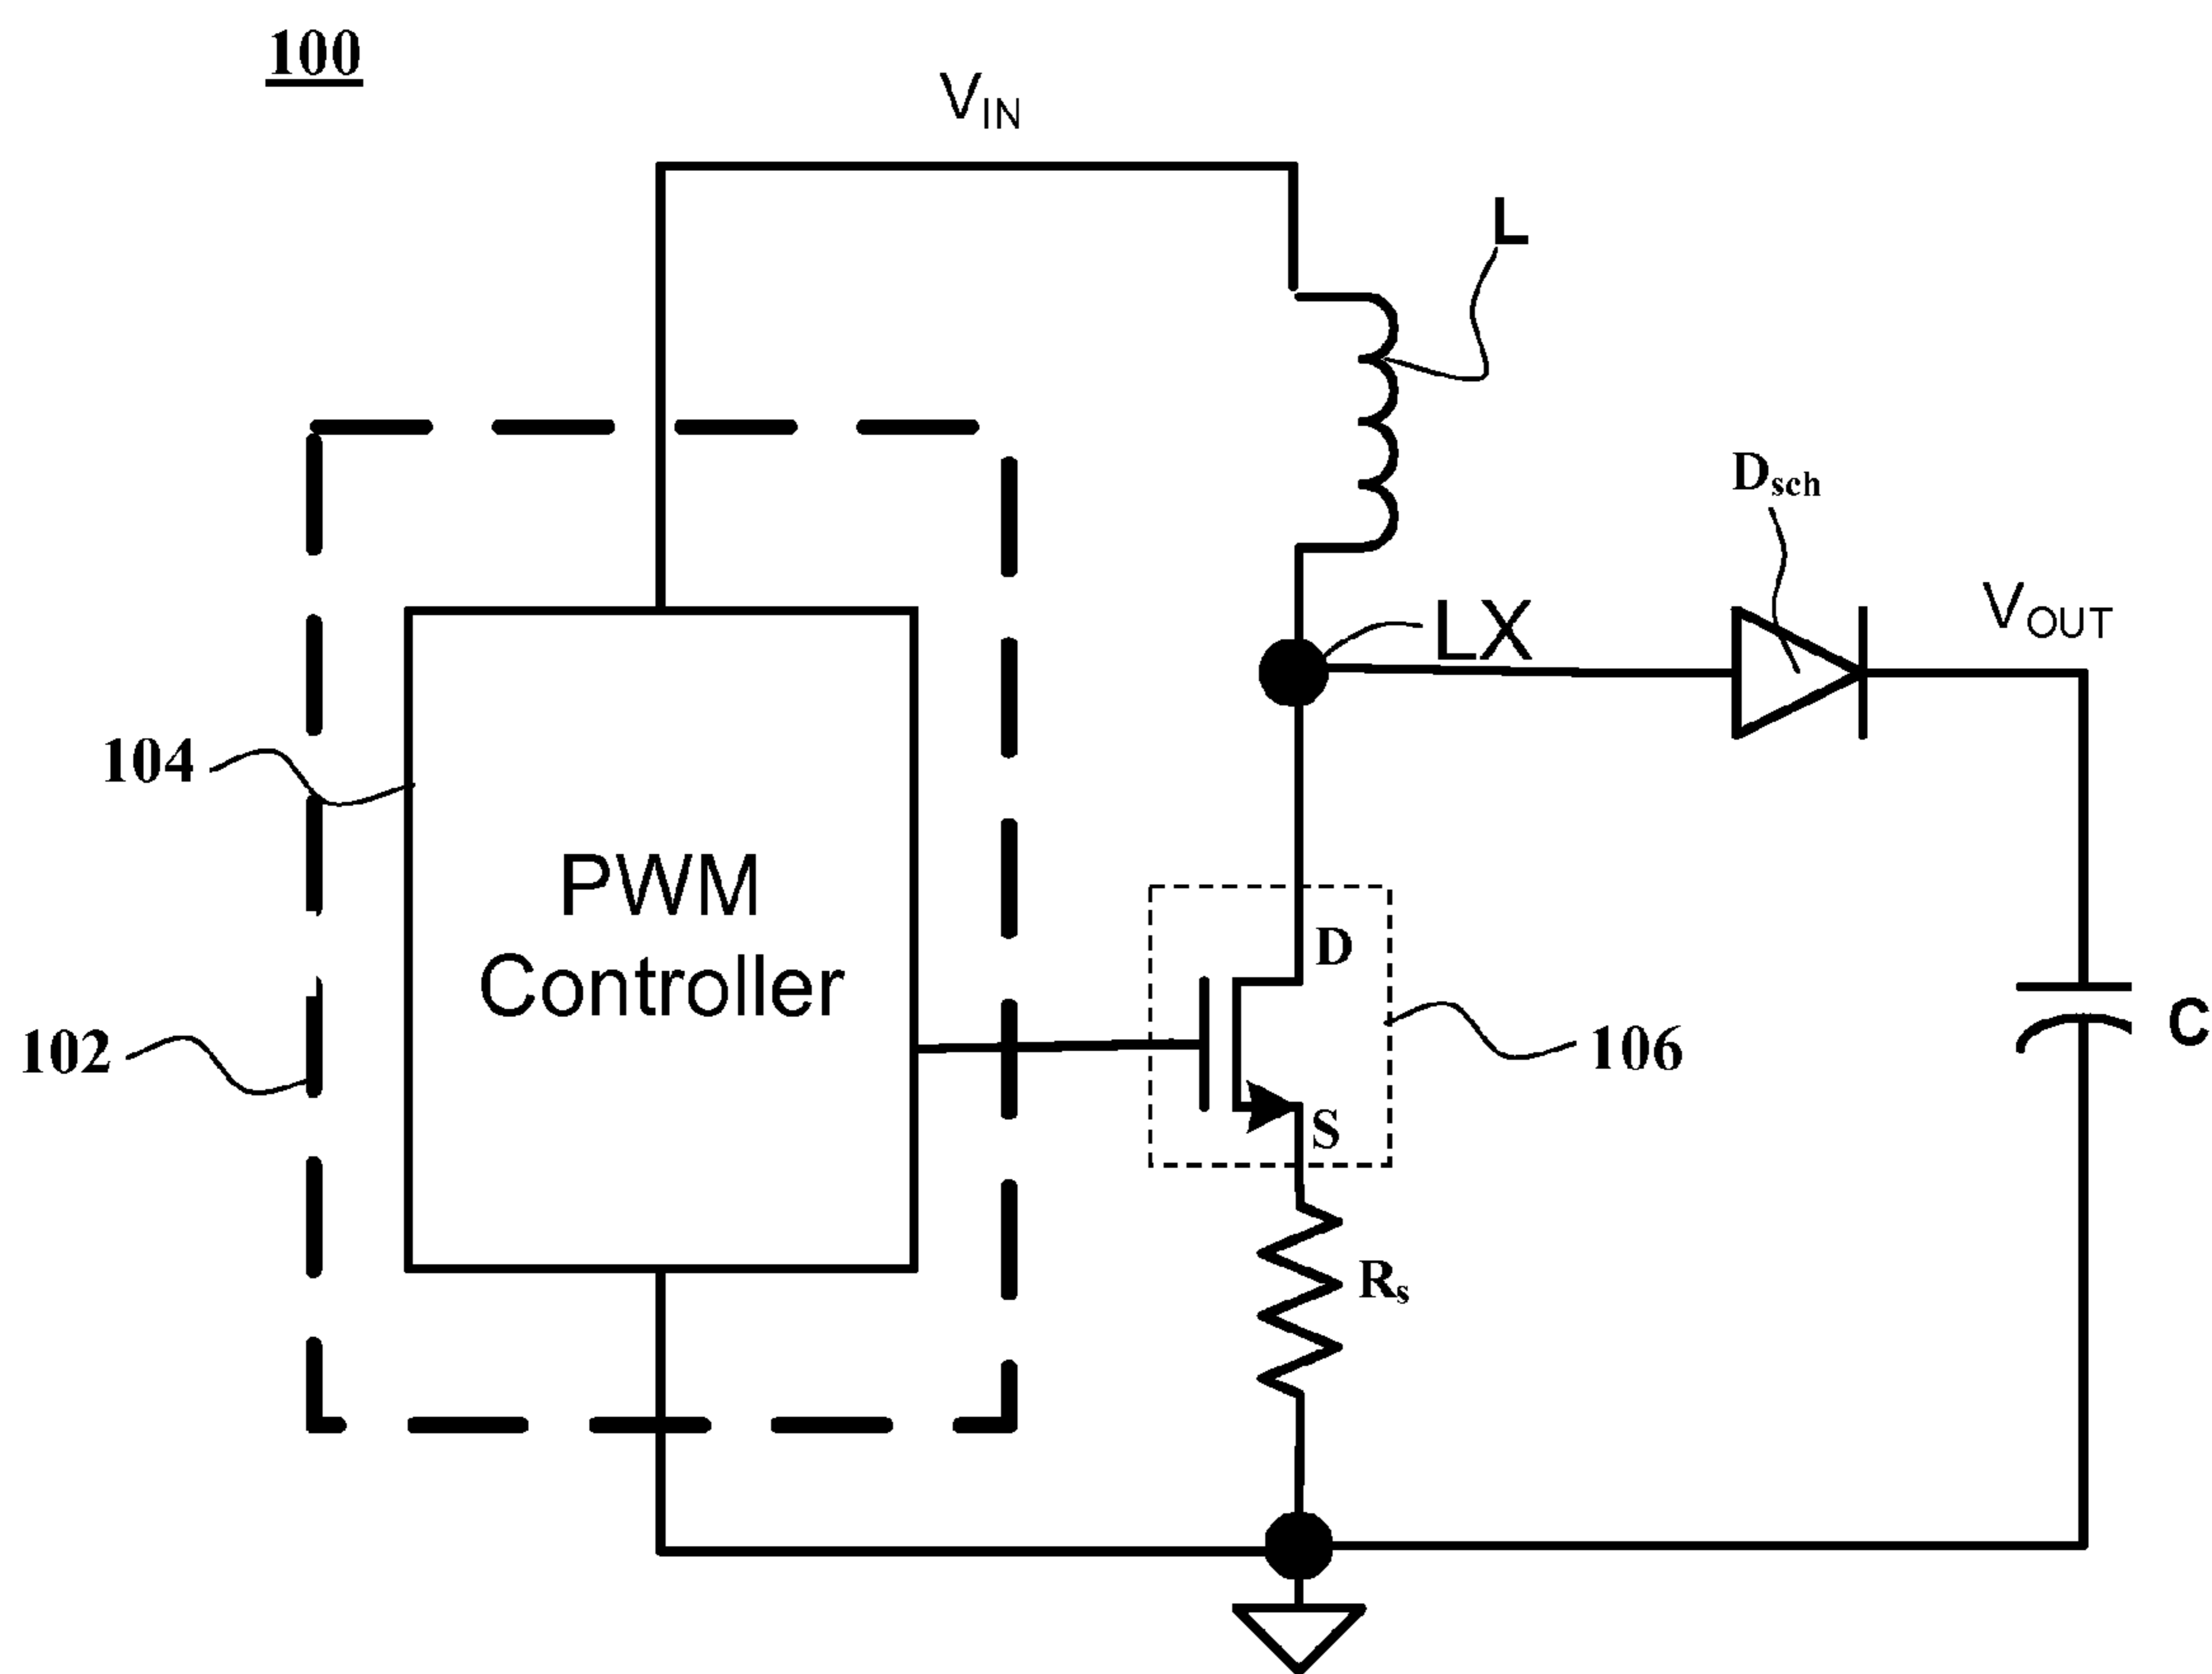 100
VIN
L
Dsch
VOUT
LX
104
PWM
Controller
D
C
102
106
S
Rs